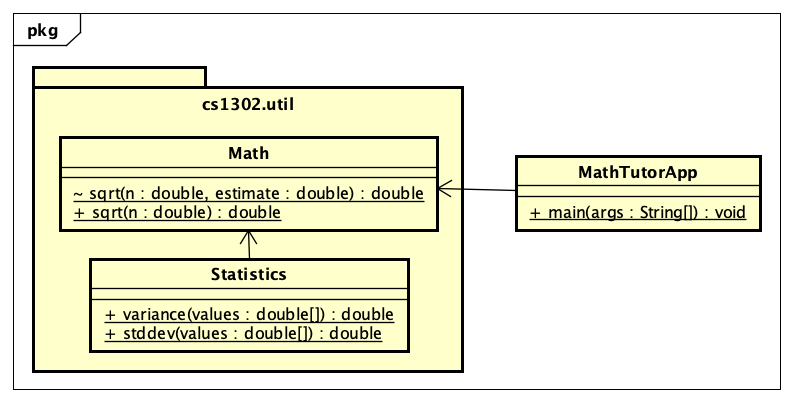 pkg
cs1302.util
Math
~ sqrt(n : double, estimate : double) : double
+ sqrt(n : double) : double
MathTutorApp
+ main(args : String[]) : void
Statistics
+ variance(values : double[]) : double
+ stddev(values : double[]) : double